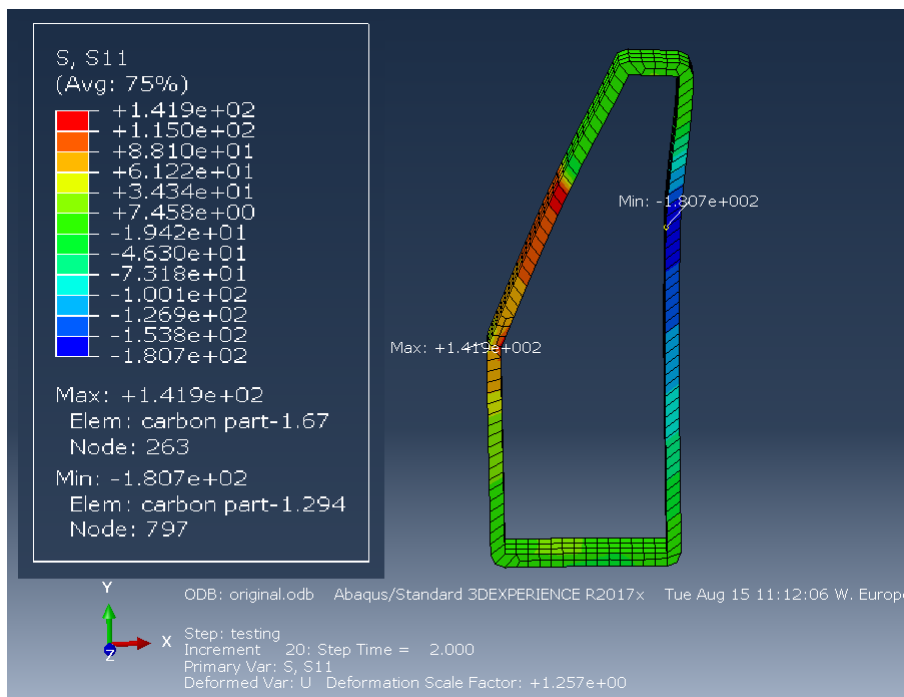 S, S11
(Avg: 75%)
+1.419e+02
+1.150e+02
+8.810e+01
+6.122e+01
+3.434e+01
+7.458e+00
-1.942e+01
-4.630e+01
-7.318e+01
-1.001e+02
-1.269e+02
-1.538e+02
-1.807e+02
Max: +1.419e+02
Elem: carbon part-1.67
Node: 263
Min: -1.807e+02
Elem: carbon part-1.294
Node: 797
Min: -1.807e+002
Max: +1.419e+002
Y
X
Z
ODB: original.odb Abaqus/Standard 3DEXPERIENCE R2017x Tue Aug 15 11:12:06 W. Europe
Step: testing
Increment 20: Step Time = 2.000
Primary Var: S, S11
Deformed Var: U Deformation Scale Factor: +1.257e+00